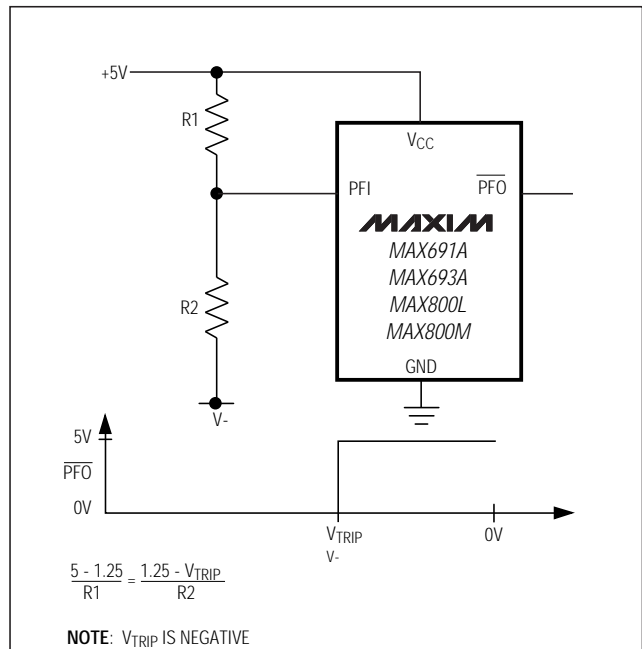 +5V
R1
VCC
PFI
PFO
MAXIM
MAX691A
MAX693A
MAX800L
MAX800M
R2
GND
V-
5V
PFO
0V
VTRIP
0V
V-
5 - 1.25 / R1 = 1.25 - VTRIP / R2
NOTE: VTRIP IS NEGATIVE